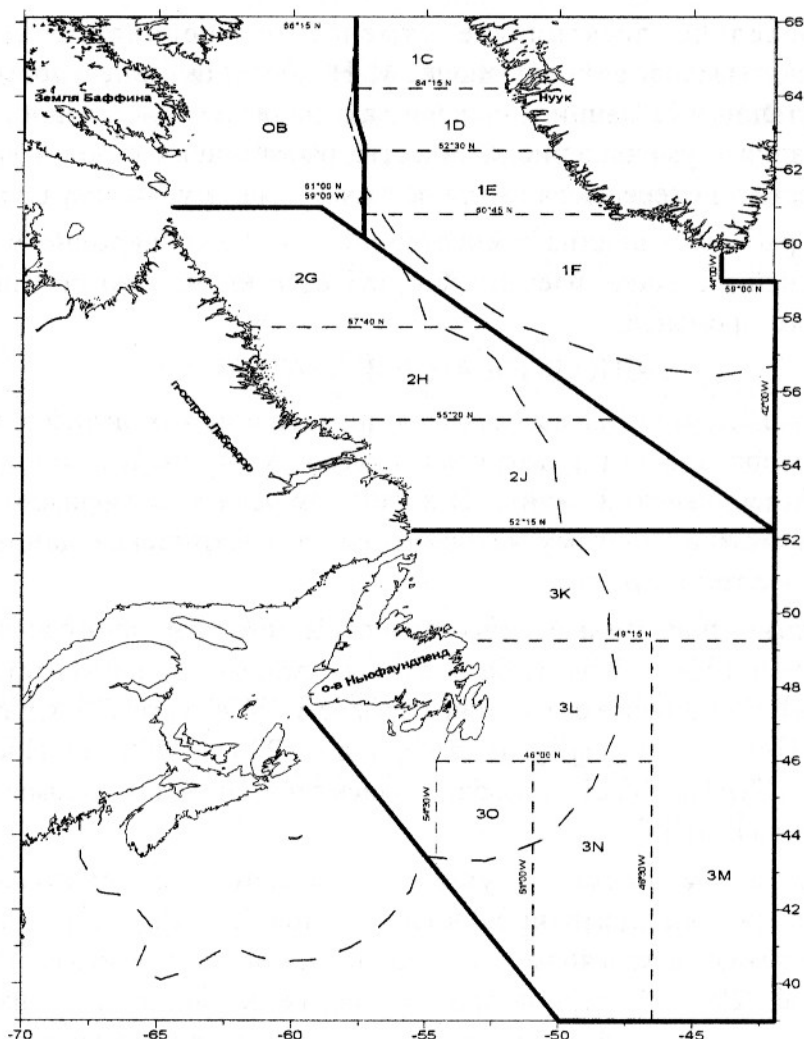 66°15 N
1C
64°15 N
Земля Баффина
Нуук
0B
1D
62°30 N
61°00 N
59°00 W
1E
60°45 N
2G
1F
44°00 W
59°00 N
57°40 N
2H
42°00 W
55°20 N
п-остров Лабрадор
2J
52°15 N
3K
49°15 N
о-в Ньюфаундленд
3L
46°00 N
54°30 W
3O
51°00 W
3N
46°30 W
3M
66
64
62
60
58
56
54
52
50
48
46
44
42
40
-70 -65 -60 -55 -50 -45